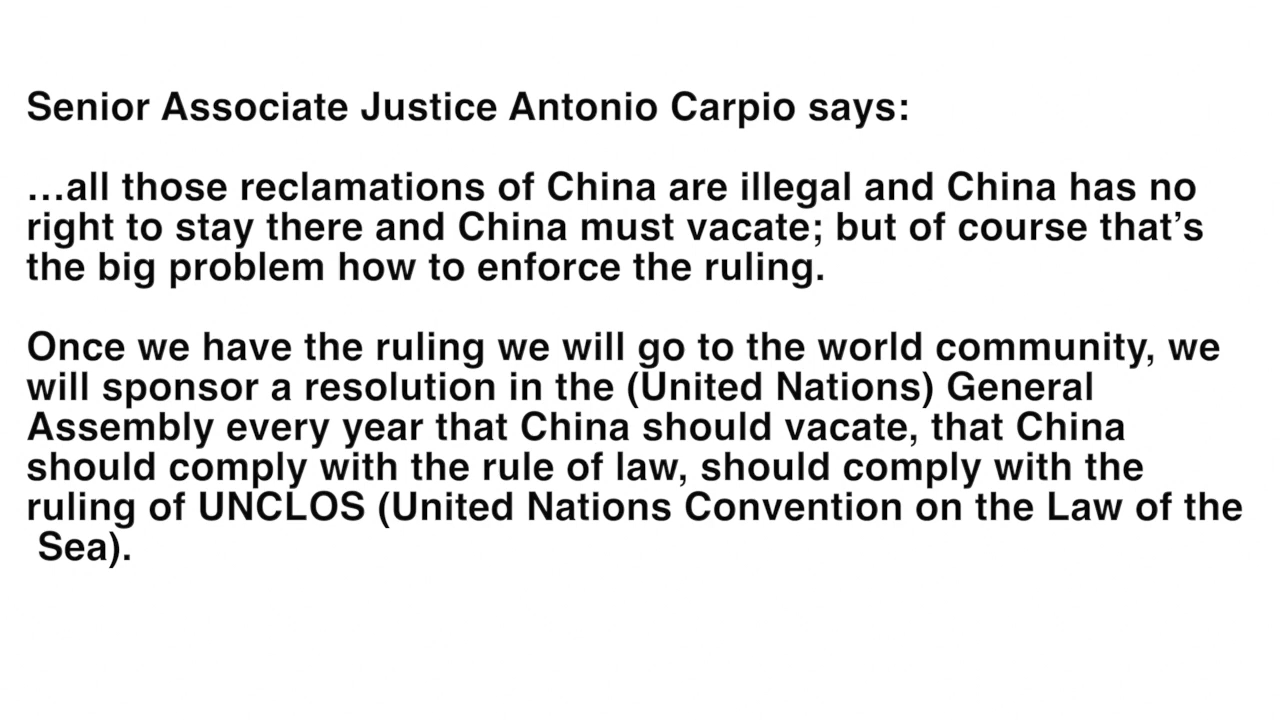 Senior Associate Justice Antonio Carpio says:
…all those reclamations of China are illegal and China has no
right to stay there and China must vacate; but of course that’s
the big problem how to enforce the ruling.
Once we have the ruling we will go to the world community, we
will sponsor a resolution in the (United Nations) General
Assembly every year that China should vacate, that China
should comply with the rule of law, should comply with the
ruling of UNCLOS (United Nations Convention on the Law of the
Sea).